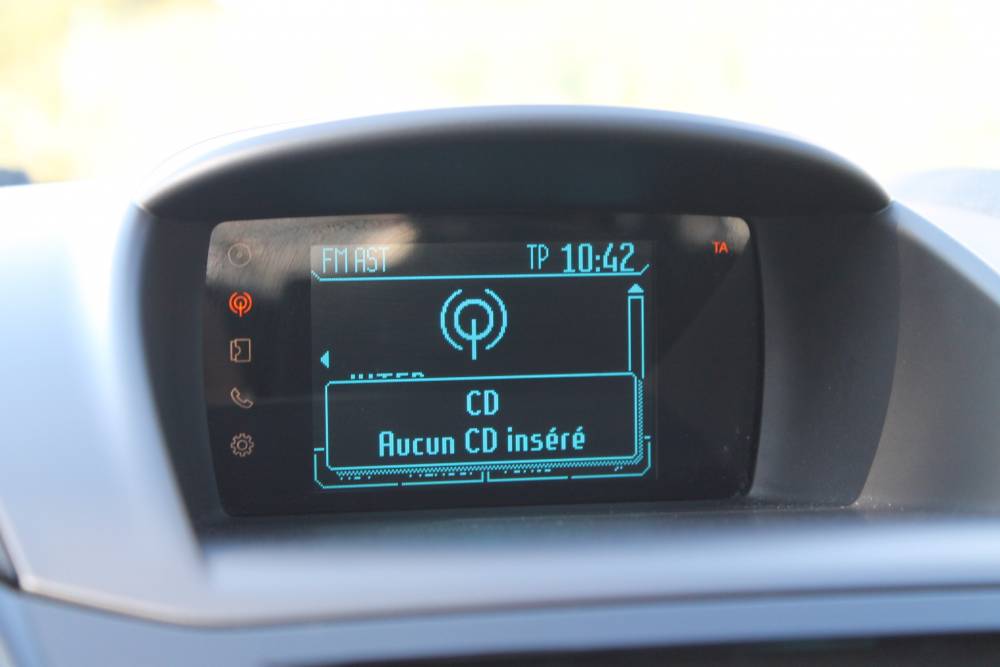 FM AST TP 10:42 TA
CD
Aucun CD inséré